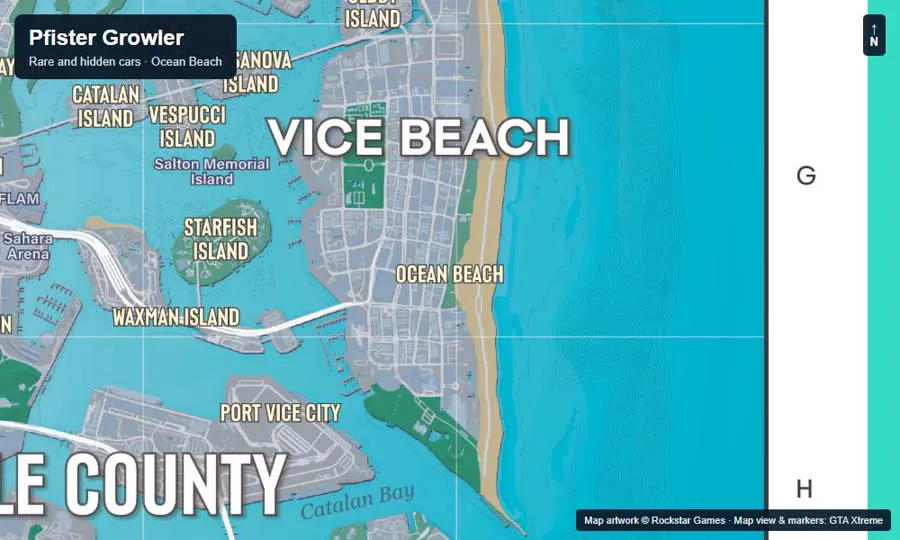 Pfister Growler
Rare and hidden cars · Ocean Beach
ISLAND
↑
N
ISLAND
CATALAN
ISLAND
VESPUCCI
ISLAND
VICE BEACH
Salton Memorial
Island
G
FLAM
STARFISH
ISLAND
Sahara
Arena
OCEAN BEACH
WAXMAN ISLAND
PORT VICE CITY
LE COUNTY
Catalan Bay
H
Map artwork © Rockstar Games · Map view & markers: GTA Xtreme